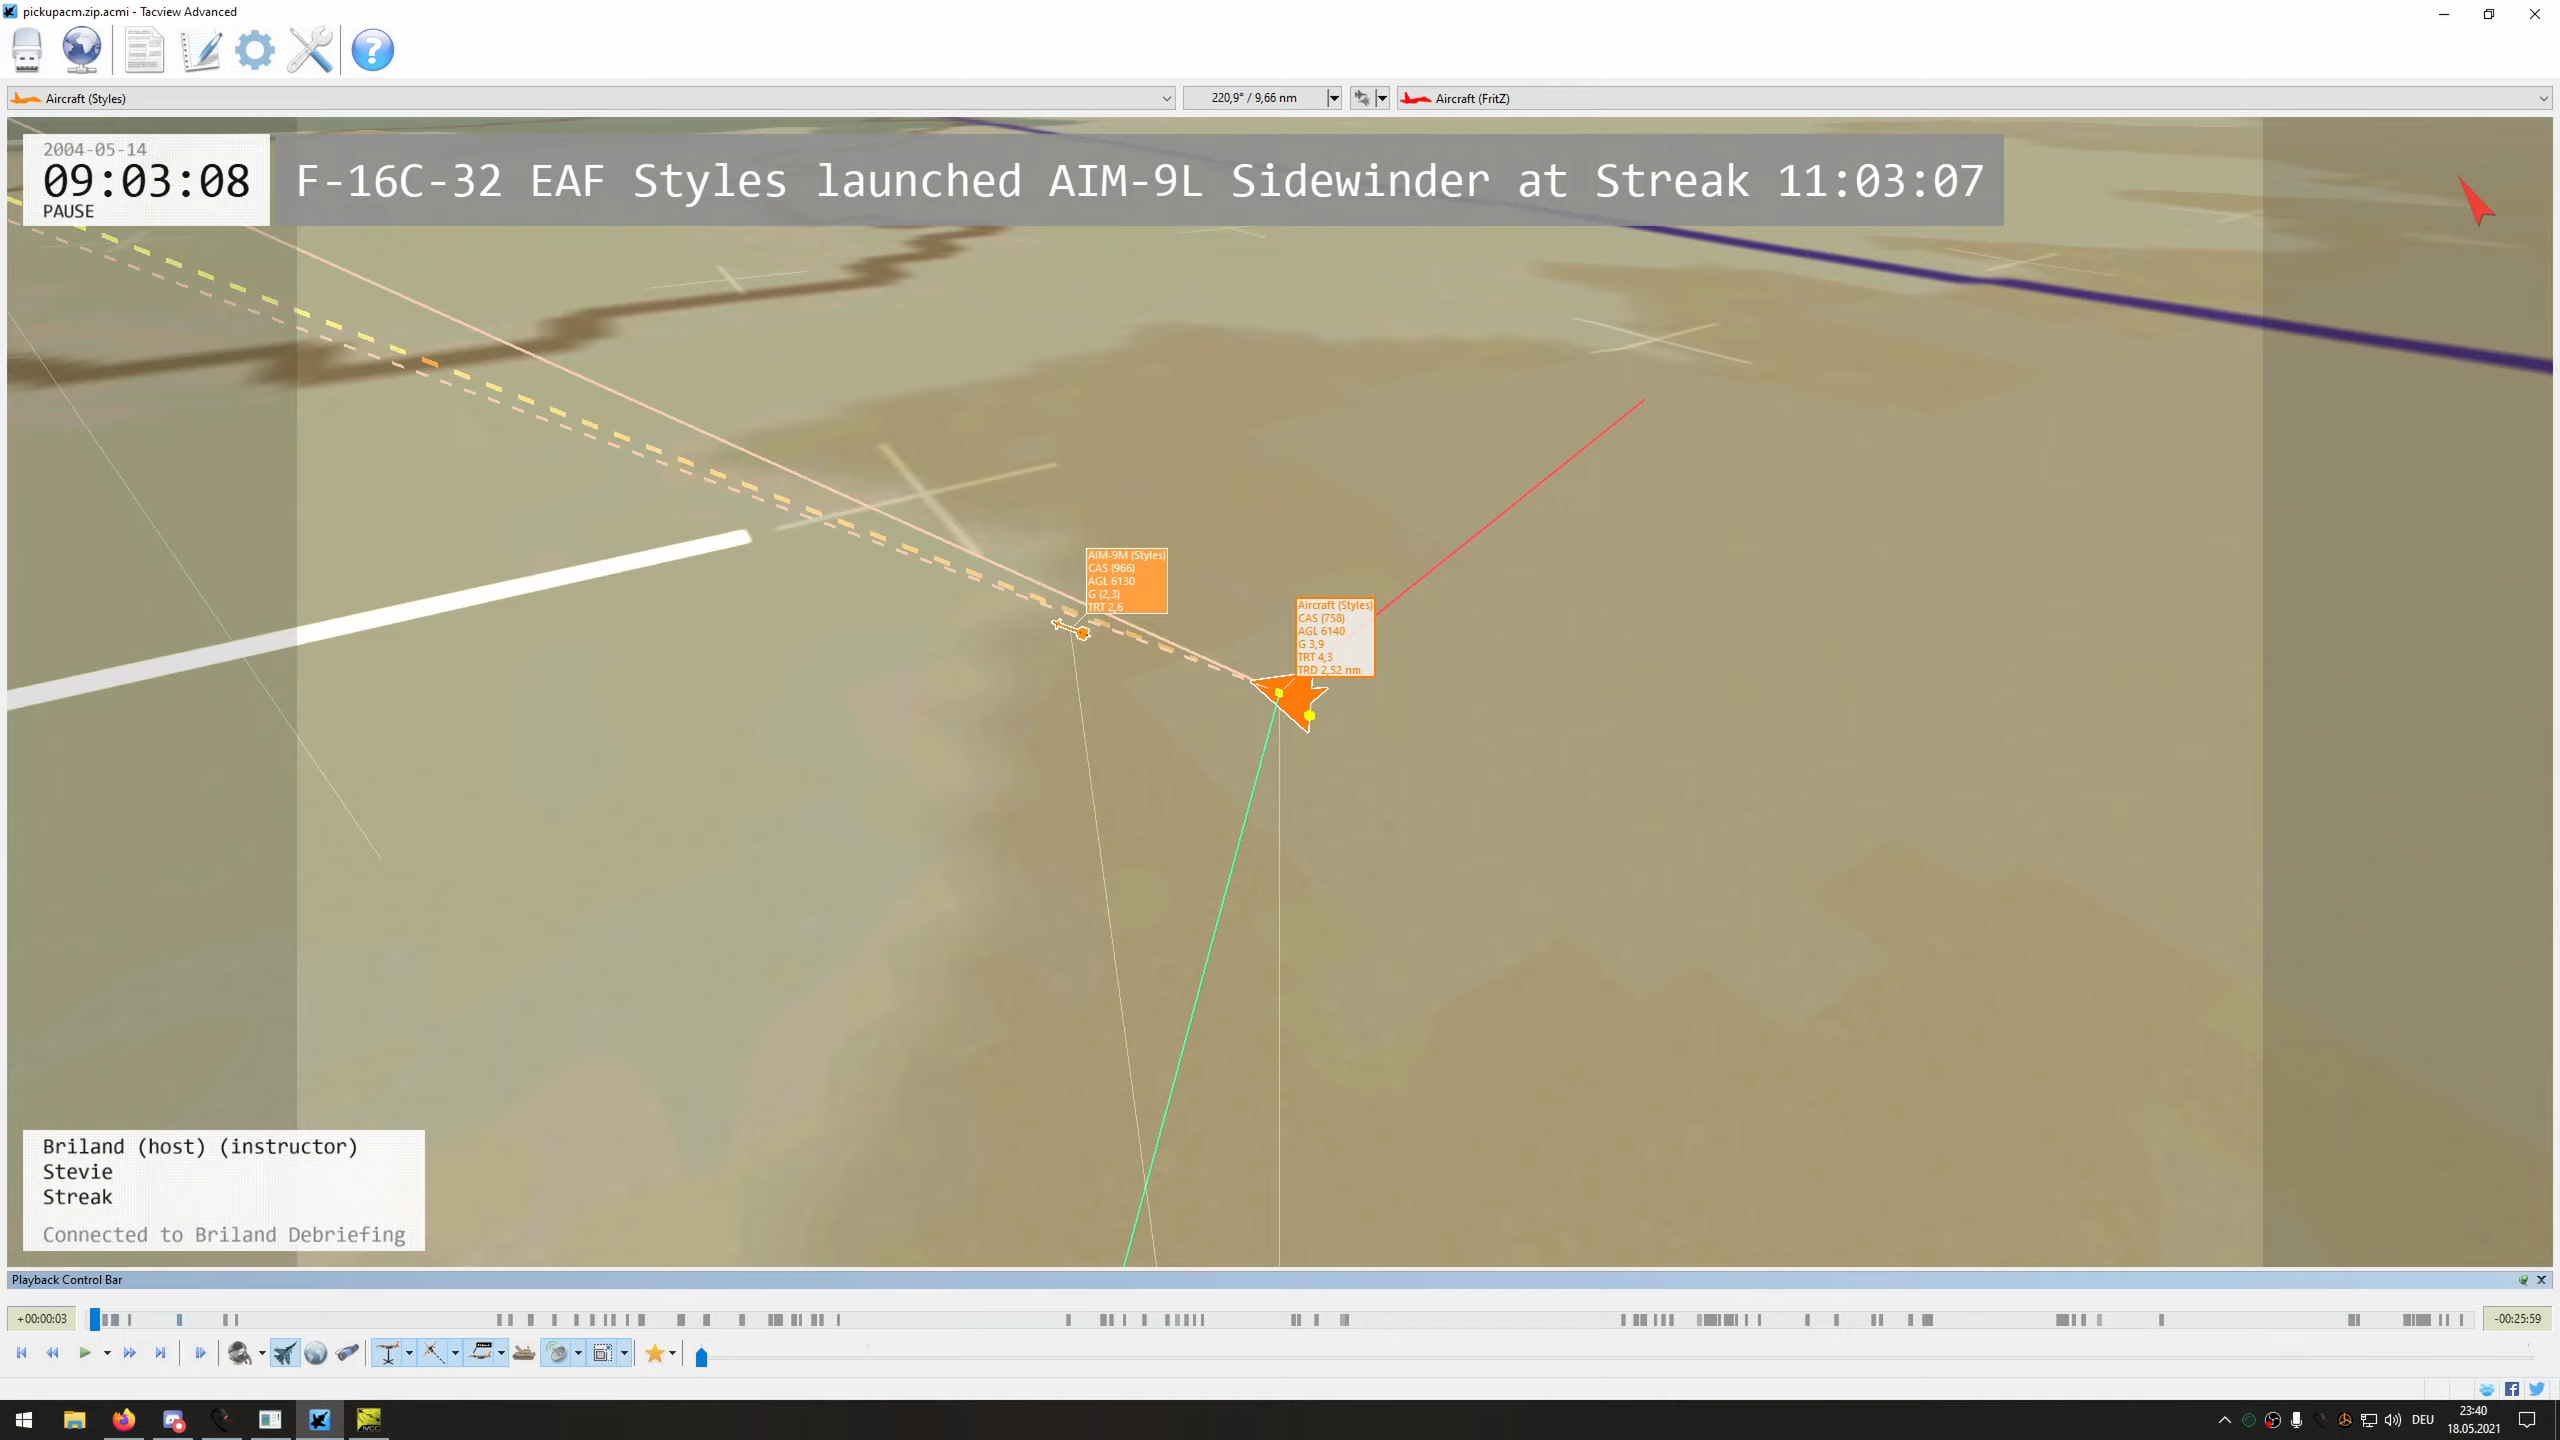 pickupacm.zip.acmi - Tacview Advanced
Aircraft (Styles)
220,9° / 9,66 nm
Aircraft (FritZ)
2004-05-14
09:03:08
PAUSE
F-16C-32 EAF Styles launched AIM-9L Sidewinder at Streak 11:03:07
AIM-9M (Styles)
CAS (966)
AGL 6130
G (2,3)
TRT 2,6
Aircraft (Styles)
CAS (758)
AGL 6140
G 3,9
TRT 4,3
TRD 2,52 nm
Briland (host) (instructor)
Stevie
Streak
Connected to Briland Debriefing
Playback Control Bar
+00:00:03
-00:25:59
DEU
23:40
18.05.2021